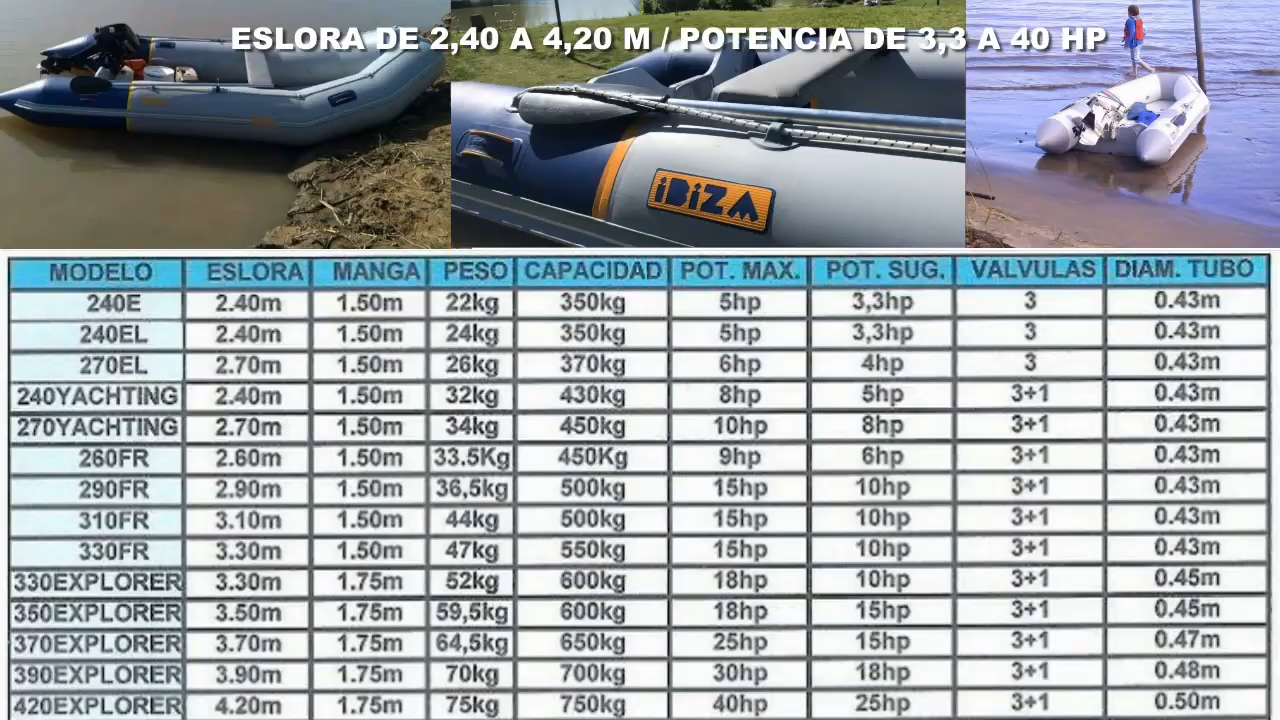 ESLORA DE 2,40 A 4,20 M / POTENCIA DE 3,3 A 40 HP
iBiZA
MODELO ESLORA MANGA PESO CAPACIDAD POT. MAX. POT. SUG. VALVULAS DIAM. TUBO
240E 2.40m 1.50m 22kg 350kg 5hp 3,3hp 3 0.43m
240EL 2.40m 1.50m 24kg 350kg 5hp 3,3hp 3 0.43m
270EL 2.70m 1.50m 26kg 370kg 6hp 4hp 3 0.43m
240YACHTING 2.40m 1.50m 32kg 430kg 8hp 5hp 3+1 0.43m
270YACHTING 2.70m 1.50m 34kg 450kg 10hp 8hp 3+1 0.43m
260FR 2.60m 1.50m 33.5Kg 450Kg 9hp 6hp 3+1 0.43m
290FR 2.90m 1.50m 36,5kg 500kg 15hp 10hp 3+1 0.43m
310FR 3.10m 1.50m 44kg 500kg 15hp 10hp 3+1 0.43m
330FR 3.30m 1.50m 47kg 550kg 15hp 10hp 3+1 0.43m
330EXPLORER 3.30m 1.75m 52kg 600kg 18hp 10hp 3+1 0.45m
350EXPLORER 3.50m 1.75m 59,5kg 600kg 18hp 15hp 3+1 0.45m
370EXPLORER 3.70m 1.75m 64,5kg 650kg 25hp 15hp 3+1 0.47m
390EXPLORER 3.90m 1.75m 70kg 700kg 30hp 18hp 3+1 0.48m
420EXPLORER 4.20m 1.75m 75kg 750kg 40hp 25hp 3+1 0.50m